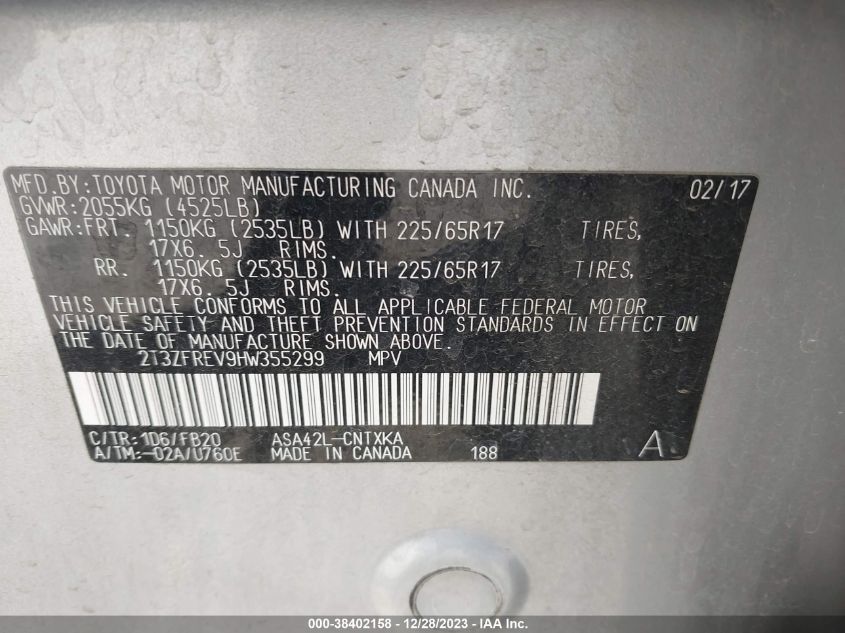 MFD.BY:TOYOTA MOTOR MANUFACTURING CANADA INC. 02/17
GVWR:2055KG (4525LB)
GAWR:FRT. 1150KG (2535LB) WITH 225/65R17 TIRES,
17X6. 5J RIMS.
RR. 1150KG (2535LB) WITH 225/65R17 TIRES,
17X6. 5J RIMS.
THIS VEHICLE CONFORMS TO ALL APPLICABLE FEDERAL MOTOR
VEHICLE SAFETY AND THEFT PREVENTION STANDARDS IN EFFECT ON
THE DATE OF MANUFACTURE SHOWN ABOVE.
2T3ZFREV9HW355299 MPV
C/TR:1D6/FB20 ASA42L-CNTXKA
A/TM:-02A/U760E MADE IN CANADA 188 A
000-38402158 - 12/28/2023 - IAA Inc.